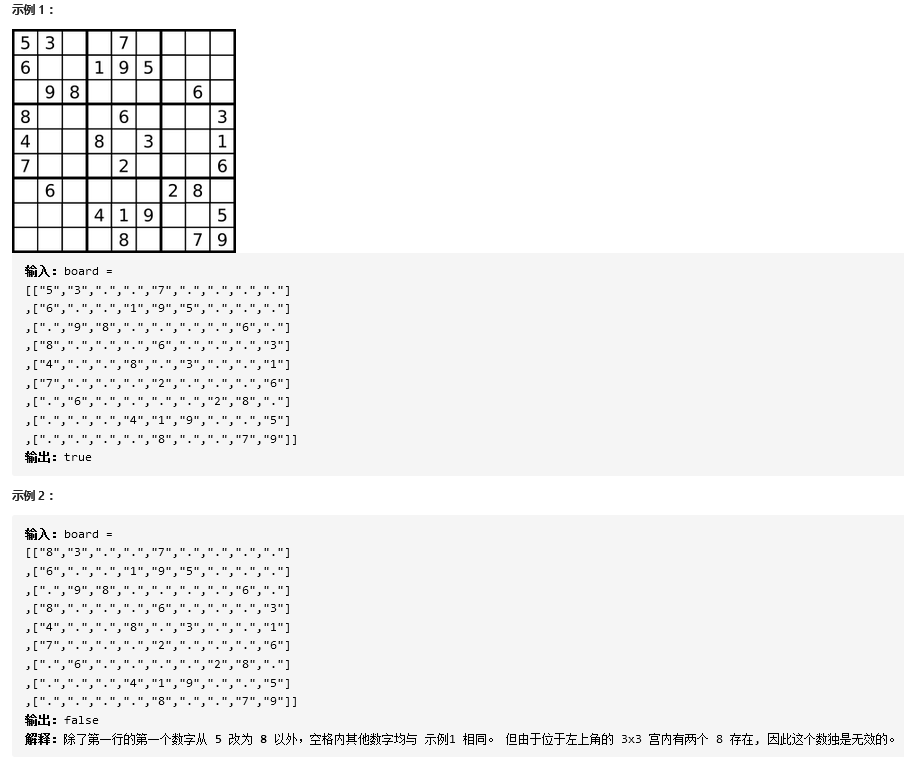 示例 1：
5 3 7
6 1 9 5
9 8 6
8 6 3
4 8 3 1
7 2 6
6 2 8
4 1 9 5
8 7 9
输入：board =
[["5","3",".",".","7",".",".",".","."]
,["6",".",".","1","9","5",".",".","."]
,[".","9","8",".",".",".",".","6","."]
,["8",".",".",".","6",".",".",".","3"]
,["4",".",".","8",".","3",".",".","1"]
,["7",".",".",".","2",".",".",".","6"]
,[".","6",".",".",".",".","2","8","."]
,[".",".",".","4","1","9",".",".","5"]
,[".",".",".",".","8",".",".","7","9"]]
输出：true
示例 2：
输入：board =
[["8","3",".",".","7",".",".",".","."]
,["6",".",".","1","9","5",".",".","."]
,[".","9","8",".",".",".",".","6","."]
,["8",".",".",".","6",".",".",".","3"]
,["4",".",".","8",".","3",".",".","1"]
,["7",".",".",".","2",".",".",".","6"]
,[".","6",".",".",".",".","2","8","."]
,[".",".",".","4","1","9",".",".","5"]
,[".",".",".",".","8",".",".","7","9"]]
输出：false
解释：除了第一行的第一个数字从 5 改为 8 以外，空格内其他数字均与 示例1 相同。 但由于位于左上角的 3x3 宫内有两个 8 存在, 因此这个数独是无效的。